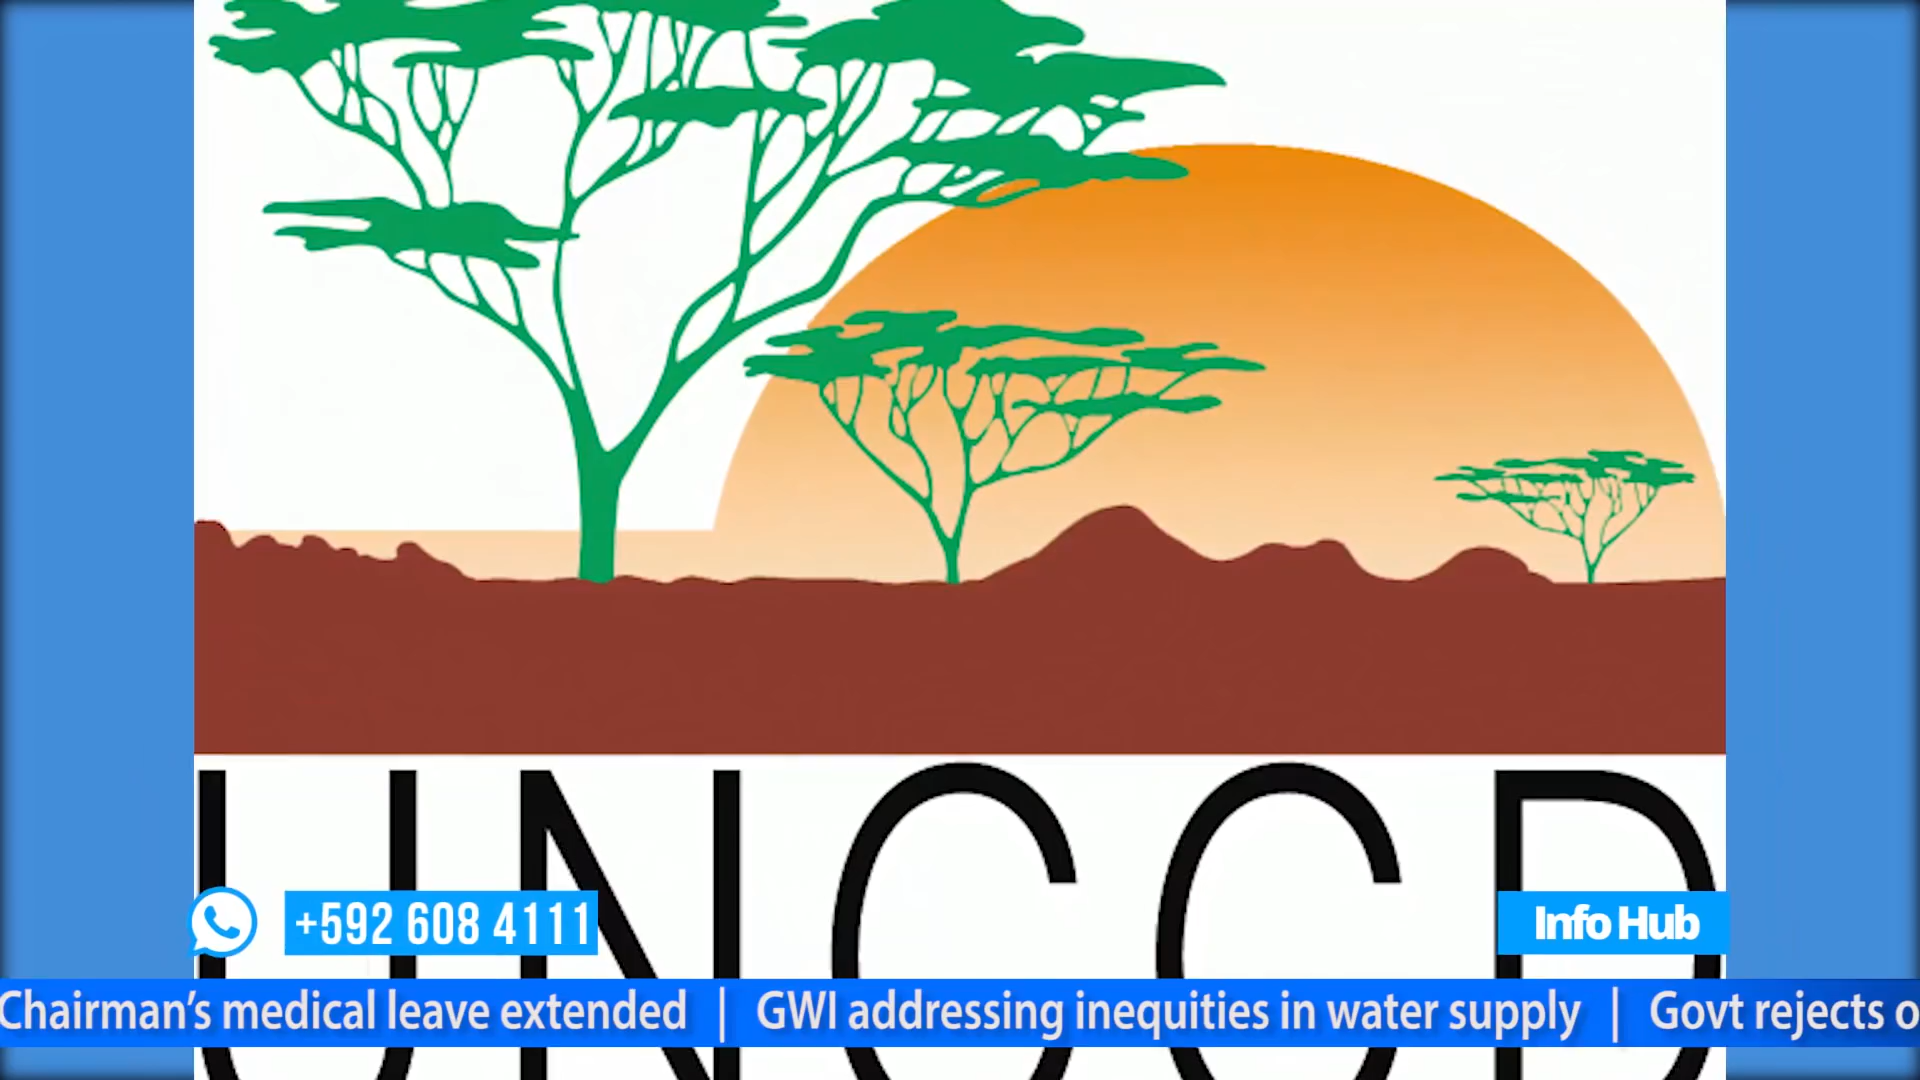 UNCCD
+592 608 4111
Info Hub
Chairman's medical leave extended | GWI addressing inequities in water supply | Govt rejects o